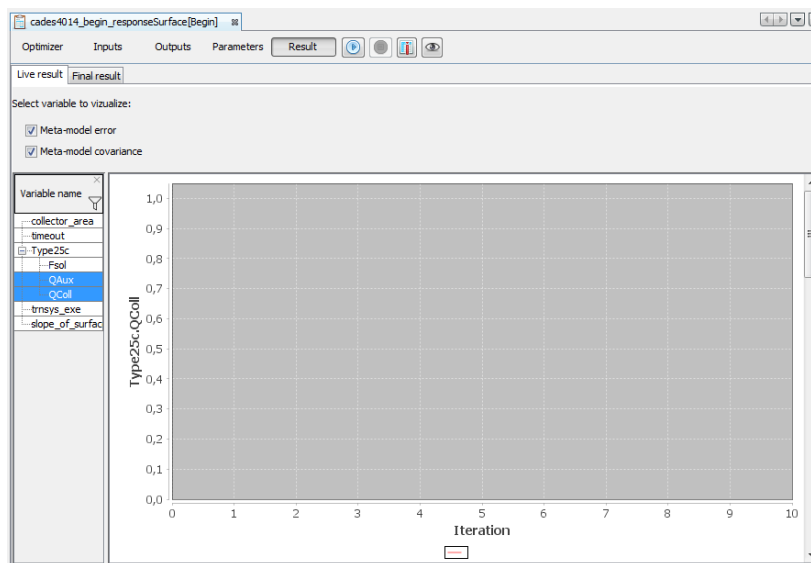 cades4014_begin_responseSurface[Begin]
Optimizer Inputs Outputs Parameters Result
Live result Final result
Select variable to vizualize:
Meta-model error
Meta-model covariance
Variable name
collector_area
timeout
Type25c
Fsol
QAux
QColl
trnsys_exe
slope_of_surfac
Type25c.QColl
1,0
0,9
0,8
0,7
0,6
0,5
0,4
0,3
0,2
0,1
0,0
0 1 2 3 4 5 6 7 8 9 10
Iteration